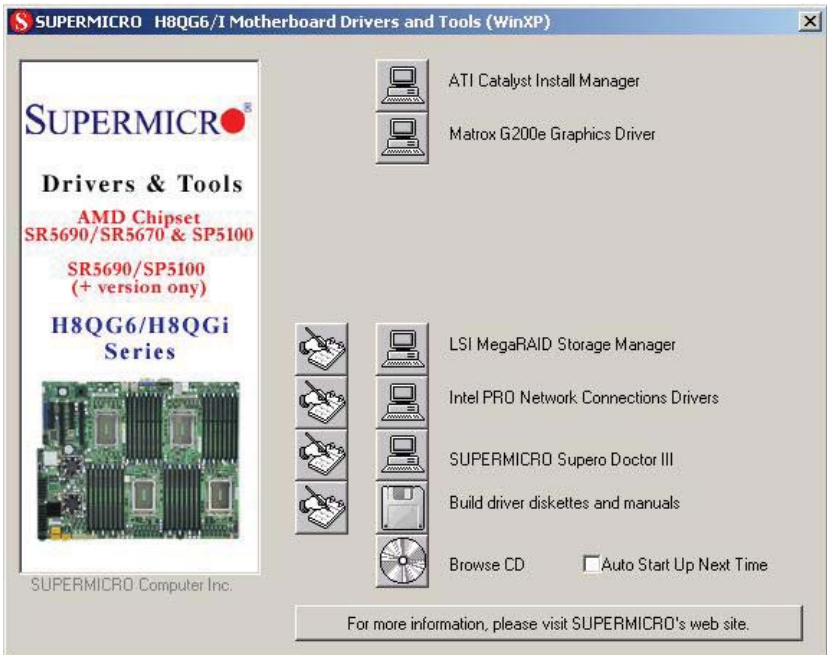 SUPERMICRO H8QG6/I Motherboard Drivers and Tools (WinXP)
SUPERMICRO®
Drivers & Tools
AMD Chipset
SR5690/SR5670 & SP5100
SR5690/SP5100
(+ version ony)
H8QG6/H8QGi
Series
SUPERMICRO Computer Inc.
ATI Catalyst Install Manager
Matrox G200e Graphics Driver
LSI MegaRAID Storage Manager
Intel PRO Network Connections Drivers
SUPERMICRO Supero Doctor III
Build driver diskettes and manuals
Browse CD Auto Start Up Next Time
For more information, please visit SUPERMICRO's web site.